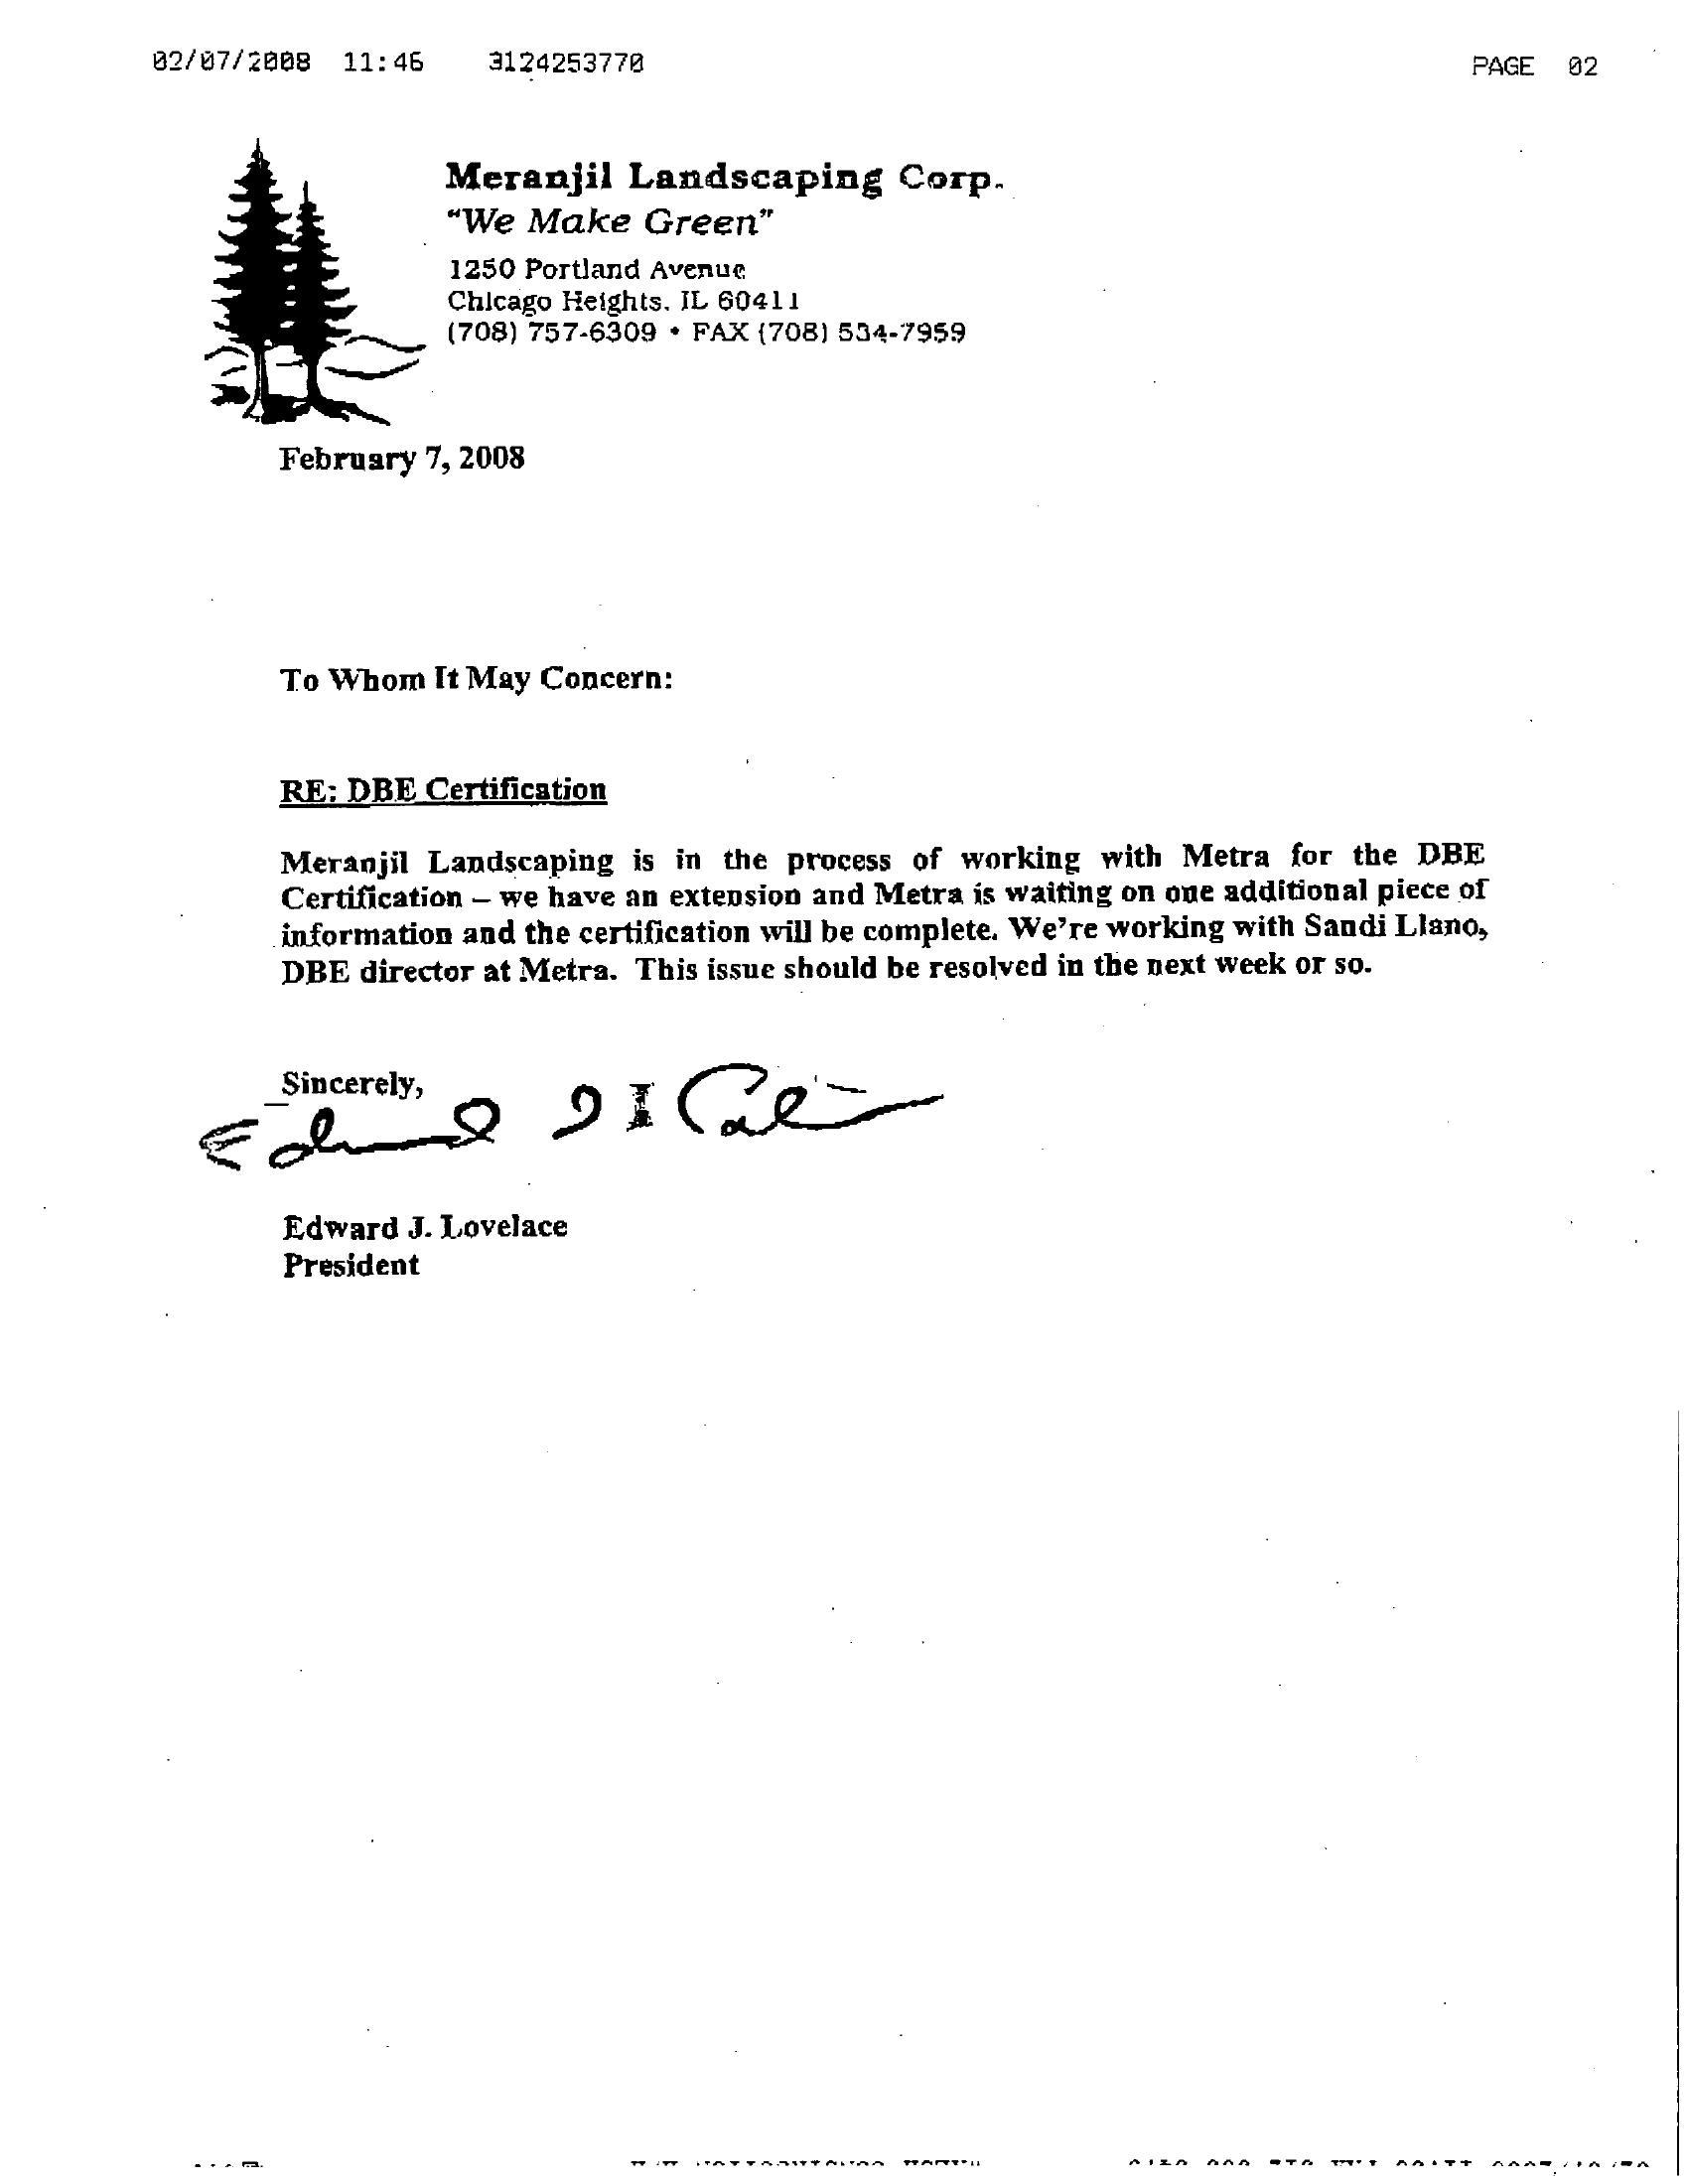 02/07/2008 11:46 3124253770 PAGE 02
Meranjil Landscaping Corp.
"We Make Green"
1250 Portland Avenue
Chicago Heights, IL 60411
(708) 757-6309 • FAX (708) 534-7959
February 7, 2008
To Whom It May Concern:
RE: DBE Certification
Meranjil Landscaping is in the process of working with Metra for the DBE
Certification – we have an extension and Metra is waiting on one additional piece of
information and the certification will be complete. We're working with Sandi Llano,
DBE director at Metra. This issue should be resolved in the next week or so.
Sincerely,
Edward J. Lovelace
President